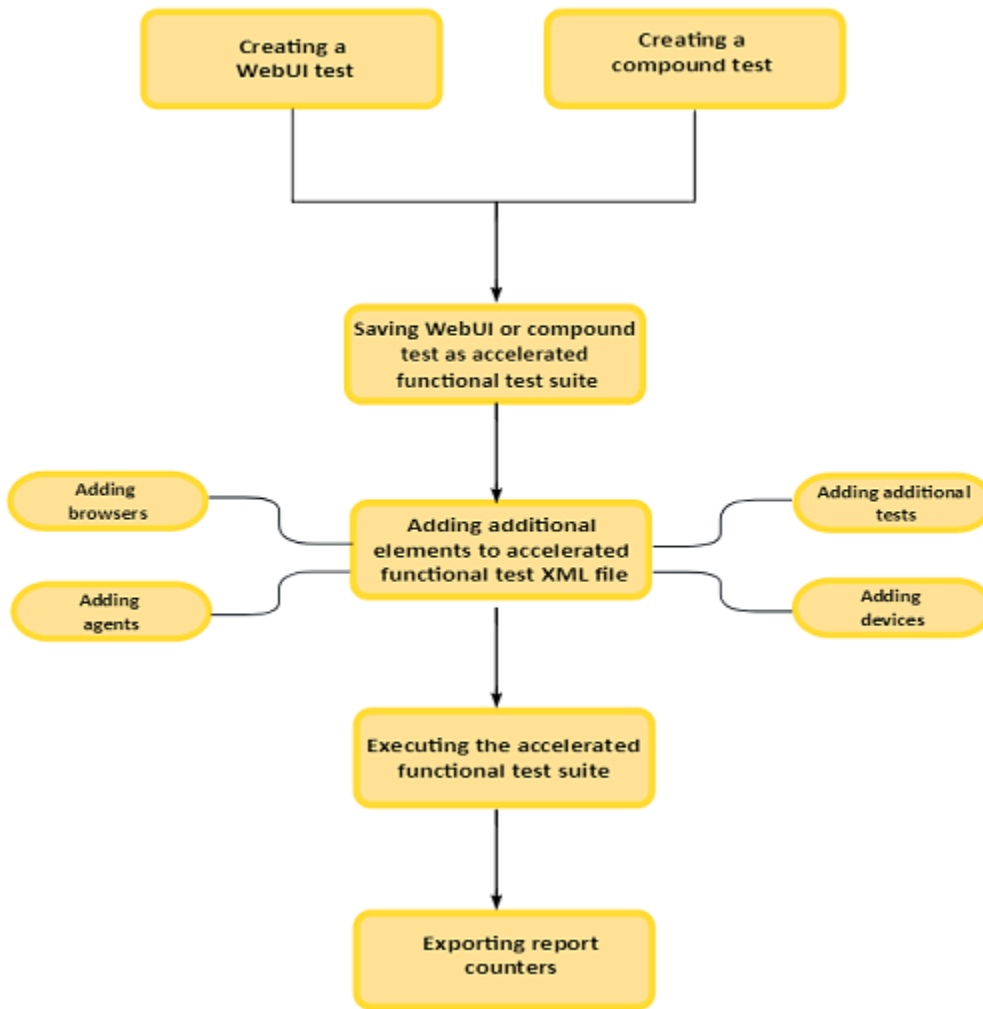 Creating a
WebUI test
Creating a
compound test
Saving WebUI or compound
test as accelerated
functional test suite
Adding
browsers
Adding additional
elements to accelerated
functional test XML file
Adding additional
tests
Adding
agents
Adding
devices
Executing the accelerated
functional test suite
Exporting report
counters